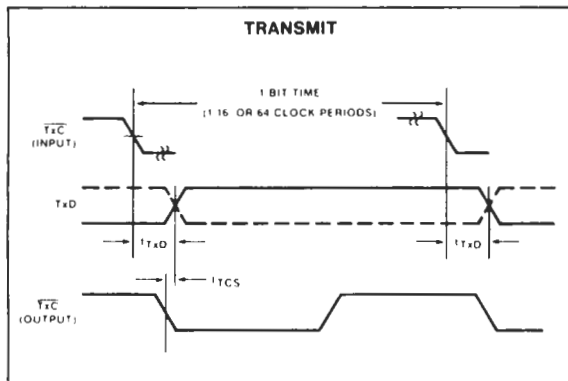 TRANSMIT
1 BIT TIME
(1 16 OR 64 CLOCK PERIODS)
TxC
(INPUT)
TxD
tTxD
tTxD
tTCS
TxC
(OUTPUT)